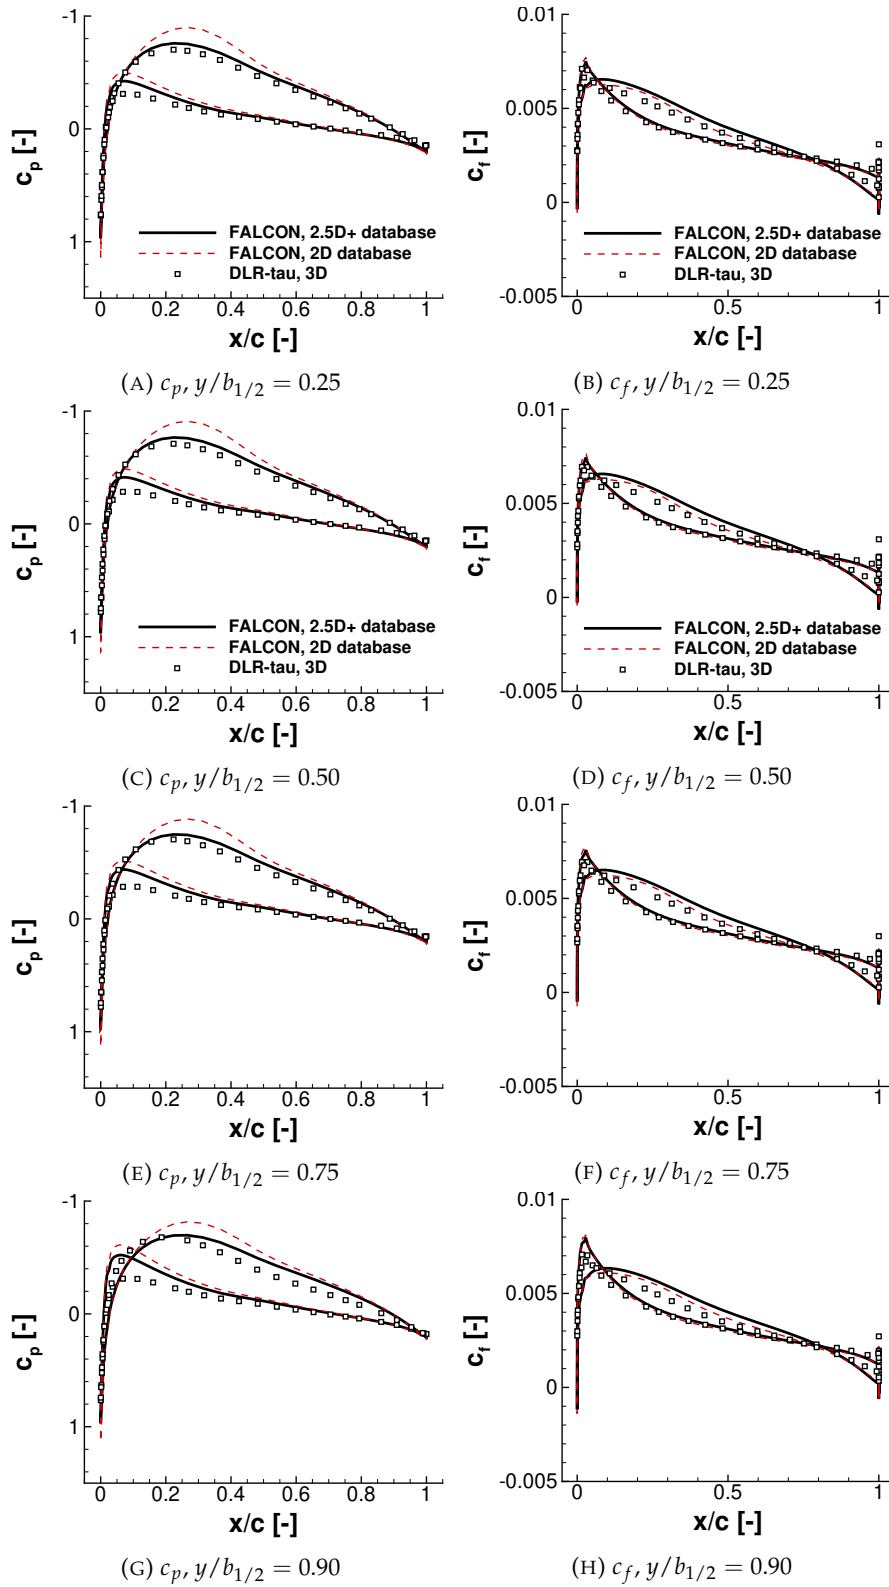 -1
0
1
c_p [-]
FALCON, 2.5D+ database
FALCON, 2D database
DLR-tau, 3D
0 0.2 0.4 0.6 0.8 1
x/c [-]
(A) c_p, y/b_{1/2} = 0.25
0.01
0.005
0
-0.005
c_f [-]
FALCON, 2.5D+ database
FALCON, 2D database
DLR-tau, 3D
0.5 1
x/c [-]
(B) c_f, y/b_{1/2} = 0.25
-1
0
1
c_p [-]
FALCON, 2.5D+ database
FALCON, 2D database
DLR-tau, 3D
0 0.2 0.4 0.6 0.8 1
x/c [-]
(C) c_p, y/b_{1/2} = 0.50
0.01
0.005
0
-0.005
c_f [-]
FALCON, 2.5D+ database
FALCON, 2D database
DLR-tau, 3D
0 0.5 1
x/c [-]
(D) c_f, y/b_{1/2} = 0.50
-1
0
1
c_p [-]
0 0.2 0.4 0.6 0.8 1
x/c [-]
(E) c_p, y/b_{1/2} = 0.75
0.01
0.005
0
-0.005
c_f [-]
0 0.5 1
x/c [-]
(F) c_f, y/b_{1/2} = 0.75
-1
0
1
c_p [-]
0 0.2 0.4 0.6 0.8 1
x/c [-]
(G) c_p, y/b_{1/2} = 0.90
0.01
0.005
0
-0.005
c_f [-]
0 0.5 1
x/c [-]
(H) c_f, y/b_{1/2} = 0.90